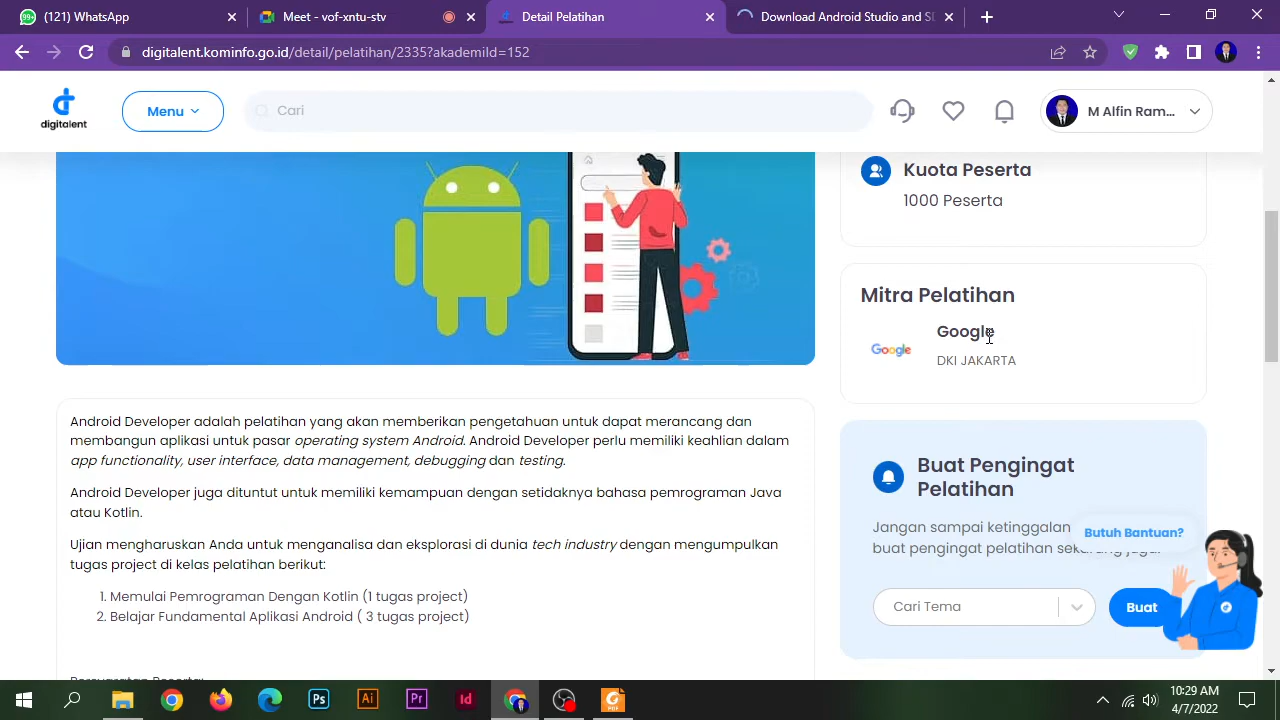 99
(121) WhatsApp
Meet - vof-xntu-stv
Detail Pelatihan
Download Android Studio and SD
digitalent.kominfo.go.id/detail/pelatihan/2335?akademiId=152
digitalent
Menu
Cari
M Alfin Ram...
Kuota Peserta
1000 Peserta
Mitra Pelatihan
Google
Google
DKI JAKARTA
Android Developer adalah pelatihan yang akan memberikan pengetahuan untuk dapat merancang dan
membangun aplikasi untuk pasar operating system Android. Android Developer perlu memiliki keahlian dalam
app functionality, user interface, data management, debugging dan testing.
Android Developer juga dituntut untuk memiliki kemampuan dengan setidaknya bahasa pemrograman Java
atau Kotlin.
Ujian mengharuskan Anda untuk menganalisa dan eksplorasi di dunia tech industry dengan mengumpulkan
tugas project di kelas pelatihan berikut:
1. Memulai Pemrograman Dengan Kotlin (1 tugas project)
2. Belajar Fundamental Aplikasi Android ( 3 tugas project)
Buat Pengingat
Pelatihan
Jangan sampai ketinggalan
buat pengingat pelatihan
Butuh Bantuan?
Cari Tema
Buat
Ps
Ai
Pr
Id
PDF
10:29 AM
4/7/2022